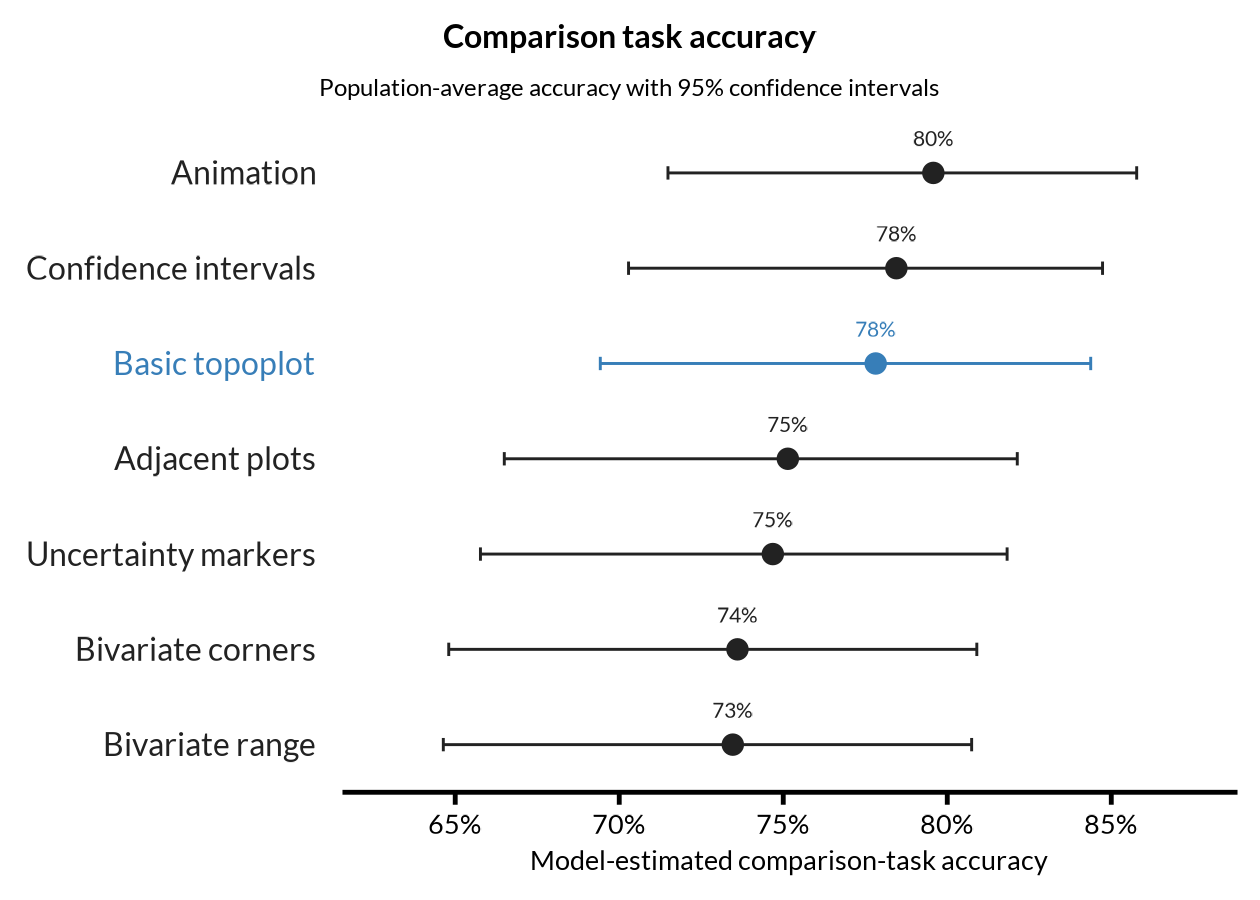 Comparison task accuracy
Population-average accuracy with 95% confidence intervals
80%
Animation
78%
Confidence intervals
78%
Basic topoplot
75%
Adjacent plots
75%
Uncertainty markers
74%
Bivariate corners
73%
Bivariate range
65% 70% 75% 80% 85%
Model-estimated comparison-task accuracy